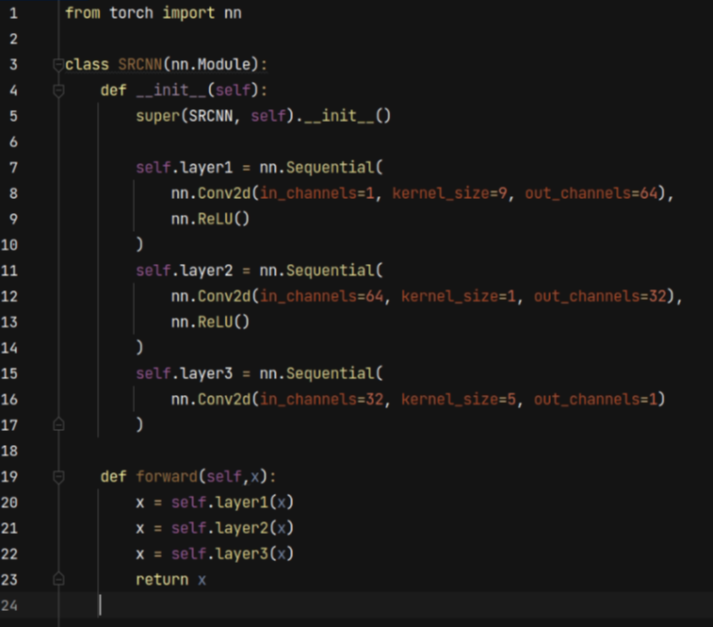 1 from torch import nn
2
3 class SRCNN(nn.Module):
4     def __init__(self):
5         super(SRCNN, self).__init__()
6
7         self.layer1 = nn.Sequential(
8             nn.Conv2d(in_channels=1, kernel_size=9, out_channels=64),
9             nn.ReLU()
10         )
11         self.layer2 = nn.Sequential(
12             nn.Conv2d(in_channels=64, kernel_size=1, out_channels=32),
13             nn.ReLU()
14         )
15         self.layer3 = nn.Sequential(
16             nn.Conv2d(in_channels=32, kernel_size=5, out_channels=1)
17         )
18
19     def forward(self,x):
20         x = self.layer1(x)
21         x = self.layer2(x)
22         x = self.layer3(x)
23         return x
24